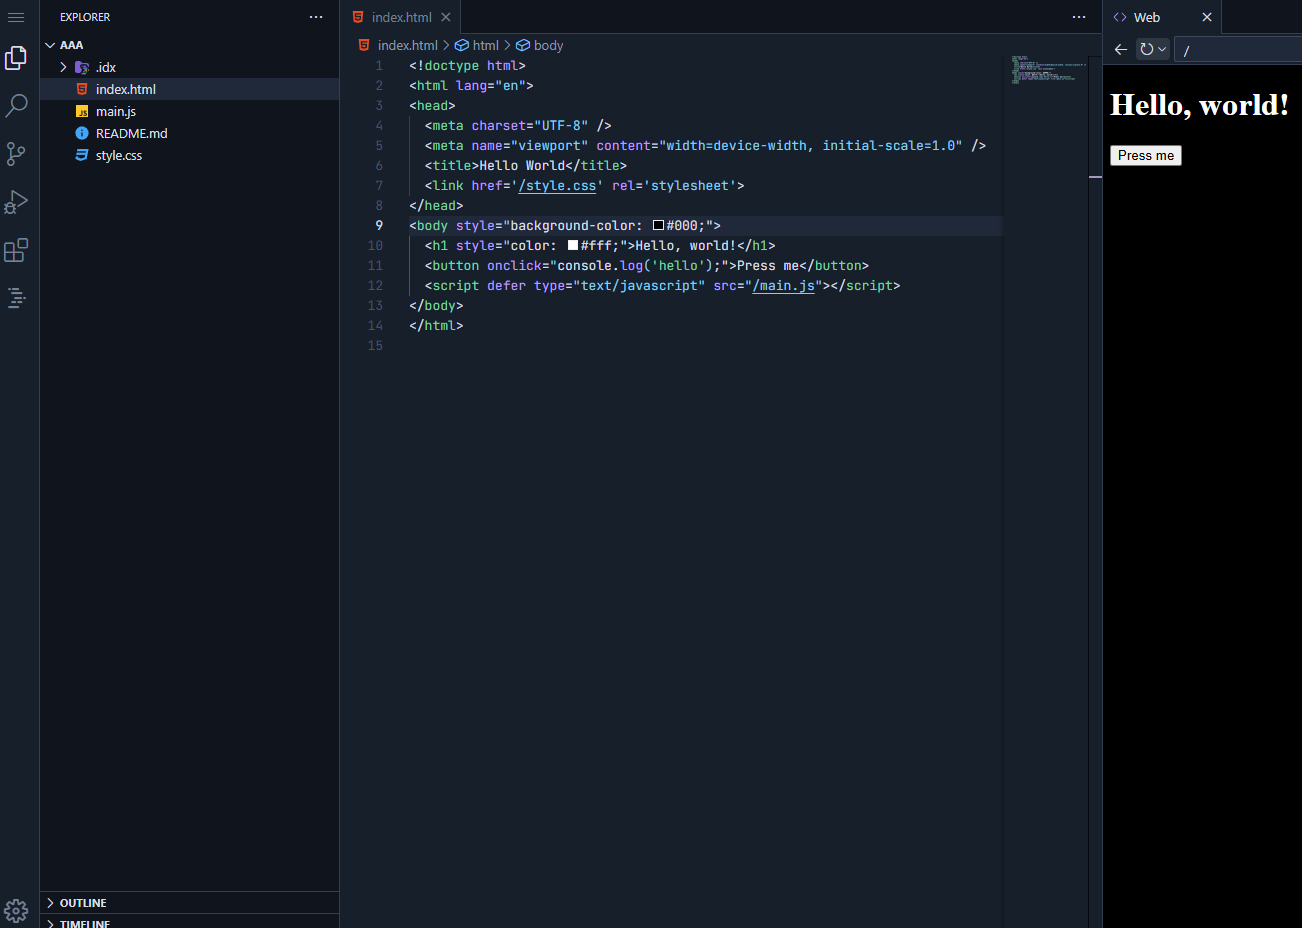 EXPLORER
AAA
.idx
index.html
main.js
README.md
style.css
OUTLINE
TIMELINE
index.html
index.html > html > body
1 <!doctype html>
2 <html lang="en">
3 <head>
4 <meta charset="UTF-8" />
5 <meta name="viewport" content="width=device-width, initial-scale=1.0" />
6 <title>Hello World</title>
7 <link href='/style.css' rel='stylesheet'>
8 </head>
9 <body style="background-color: #000;">
10 <h1 style="color: #fff;">Hello, world!</h1>
11 <button onclick="console.log('hello');">Press me</button>
12 <script defer type="text/javascript" src="/main.js"></script>
13 </body>
14 </html>
15
Web
/
Hello, world!
Press me